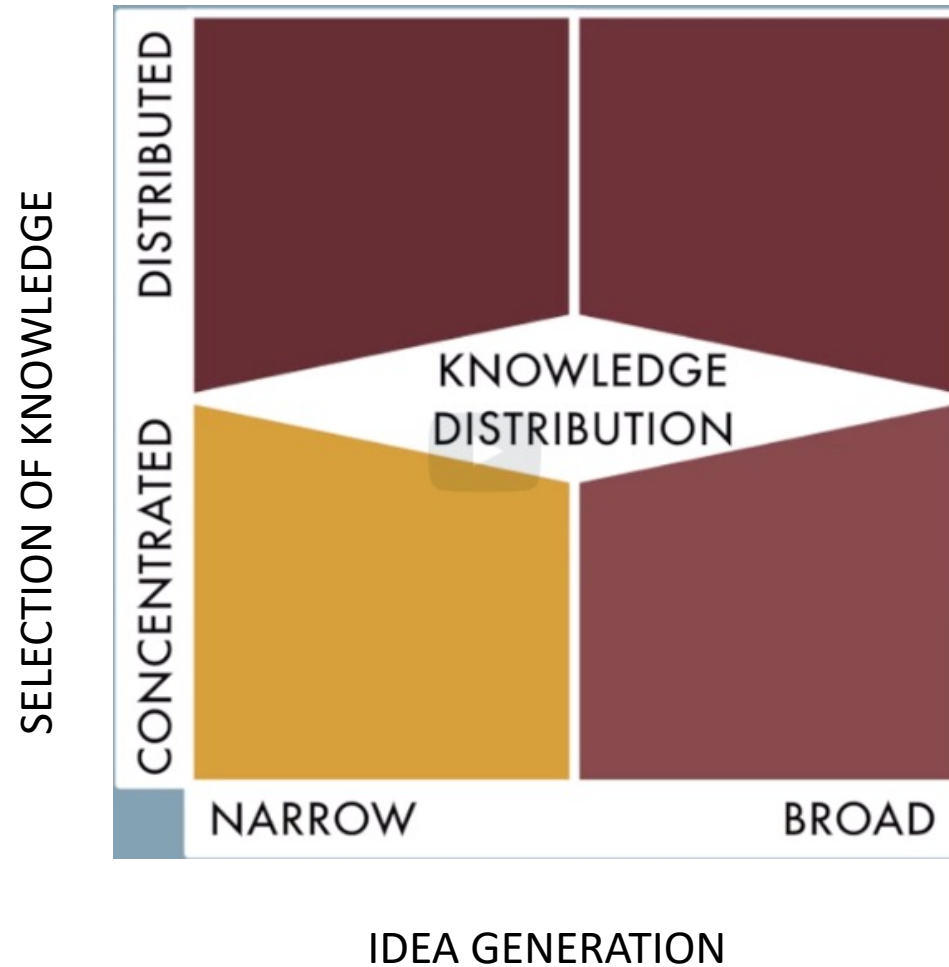 SELECTION OF KNOWLEDGE
DISTRIBUTED
CONCENTRATED
KNOWLEDGE
DISTRIBUTION
NARROW
BROAD
IDEA GENERATION